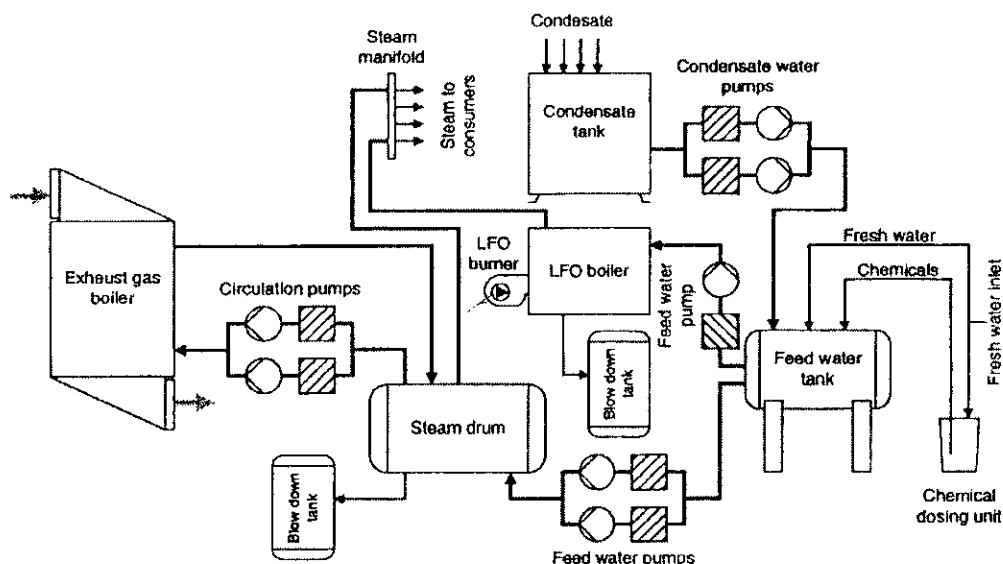 Steam
manifold
Steam to
consumers
Condesate
Condensate
tank
Condensate water
pumps
Exhaust gas
boiler
Circulation pumps
LFO
burner
LFO boiler
Feed water
pump
Fresh water
Chemicals
Fresh water inlet
Feed water
tank
Blow down
tank
Steam drum
Blow down
tank
Feed water pumps
Chemical
dosing unit